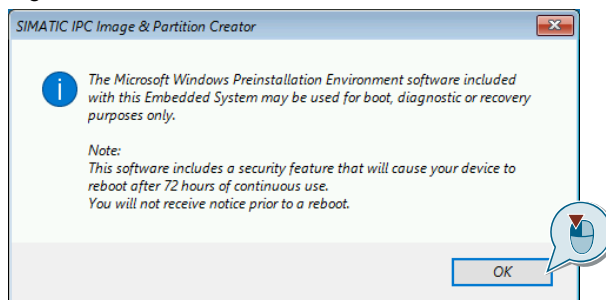 SIMATIC IPC Image & Partition Creator
The Microsoft Windows Preinstallation Environment software included
with this Embedded System may be used for boot, diagnostic or recovery
purposes only.
Note:
This software includes a security feature that will cause your device to
reboot after 72 hours of continuous use.
You will not receive notice prior to a reboot.
OK